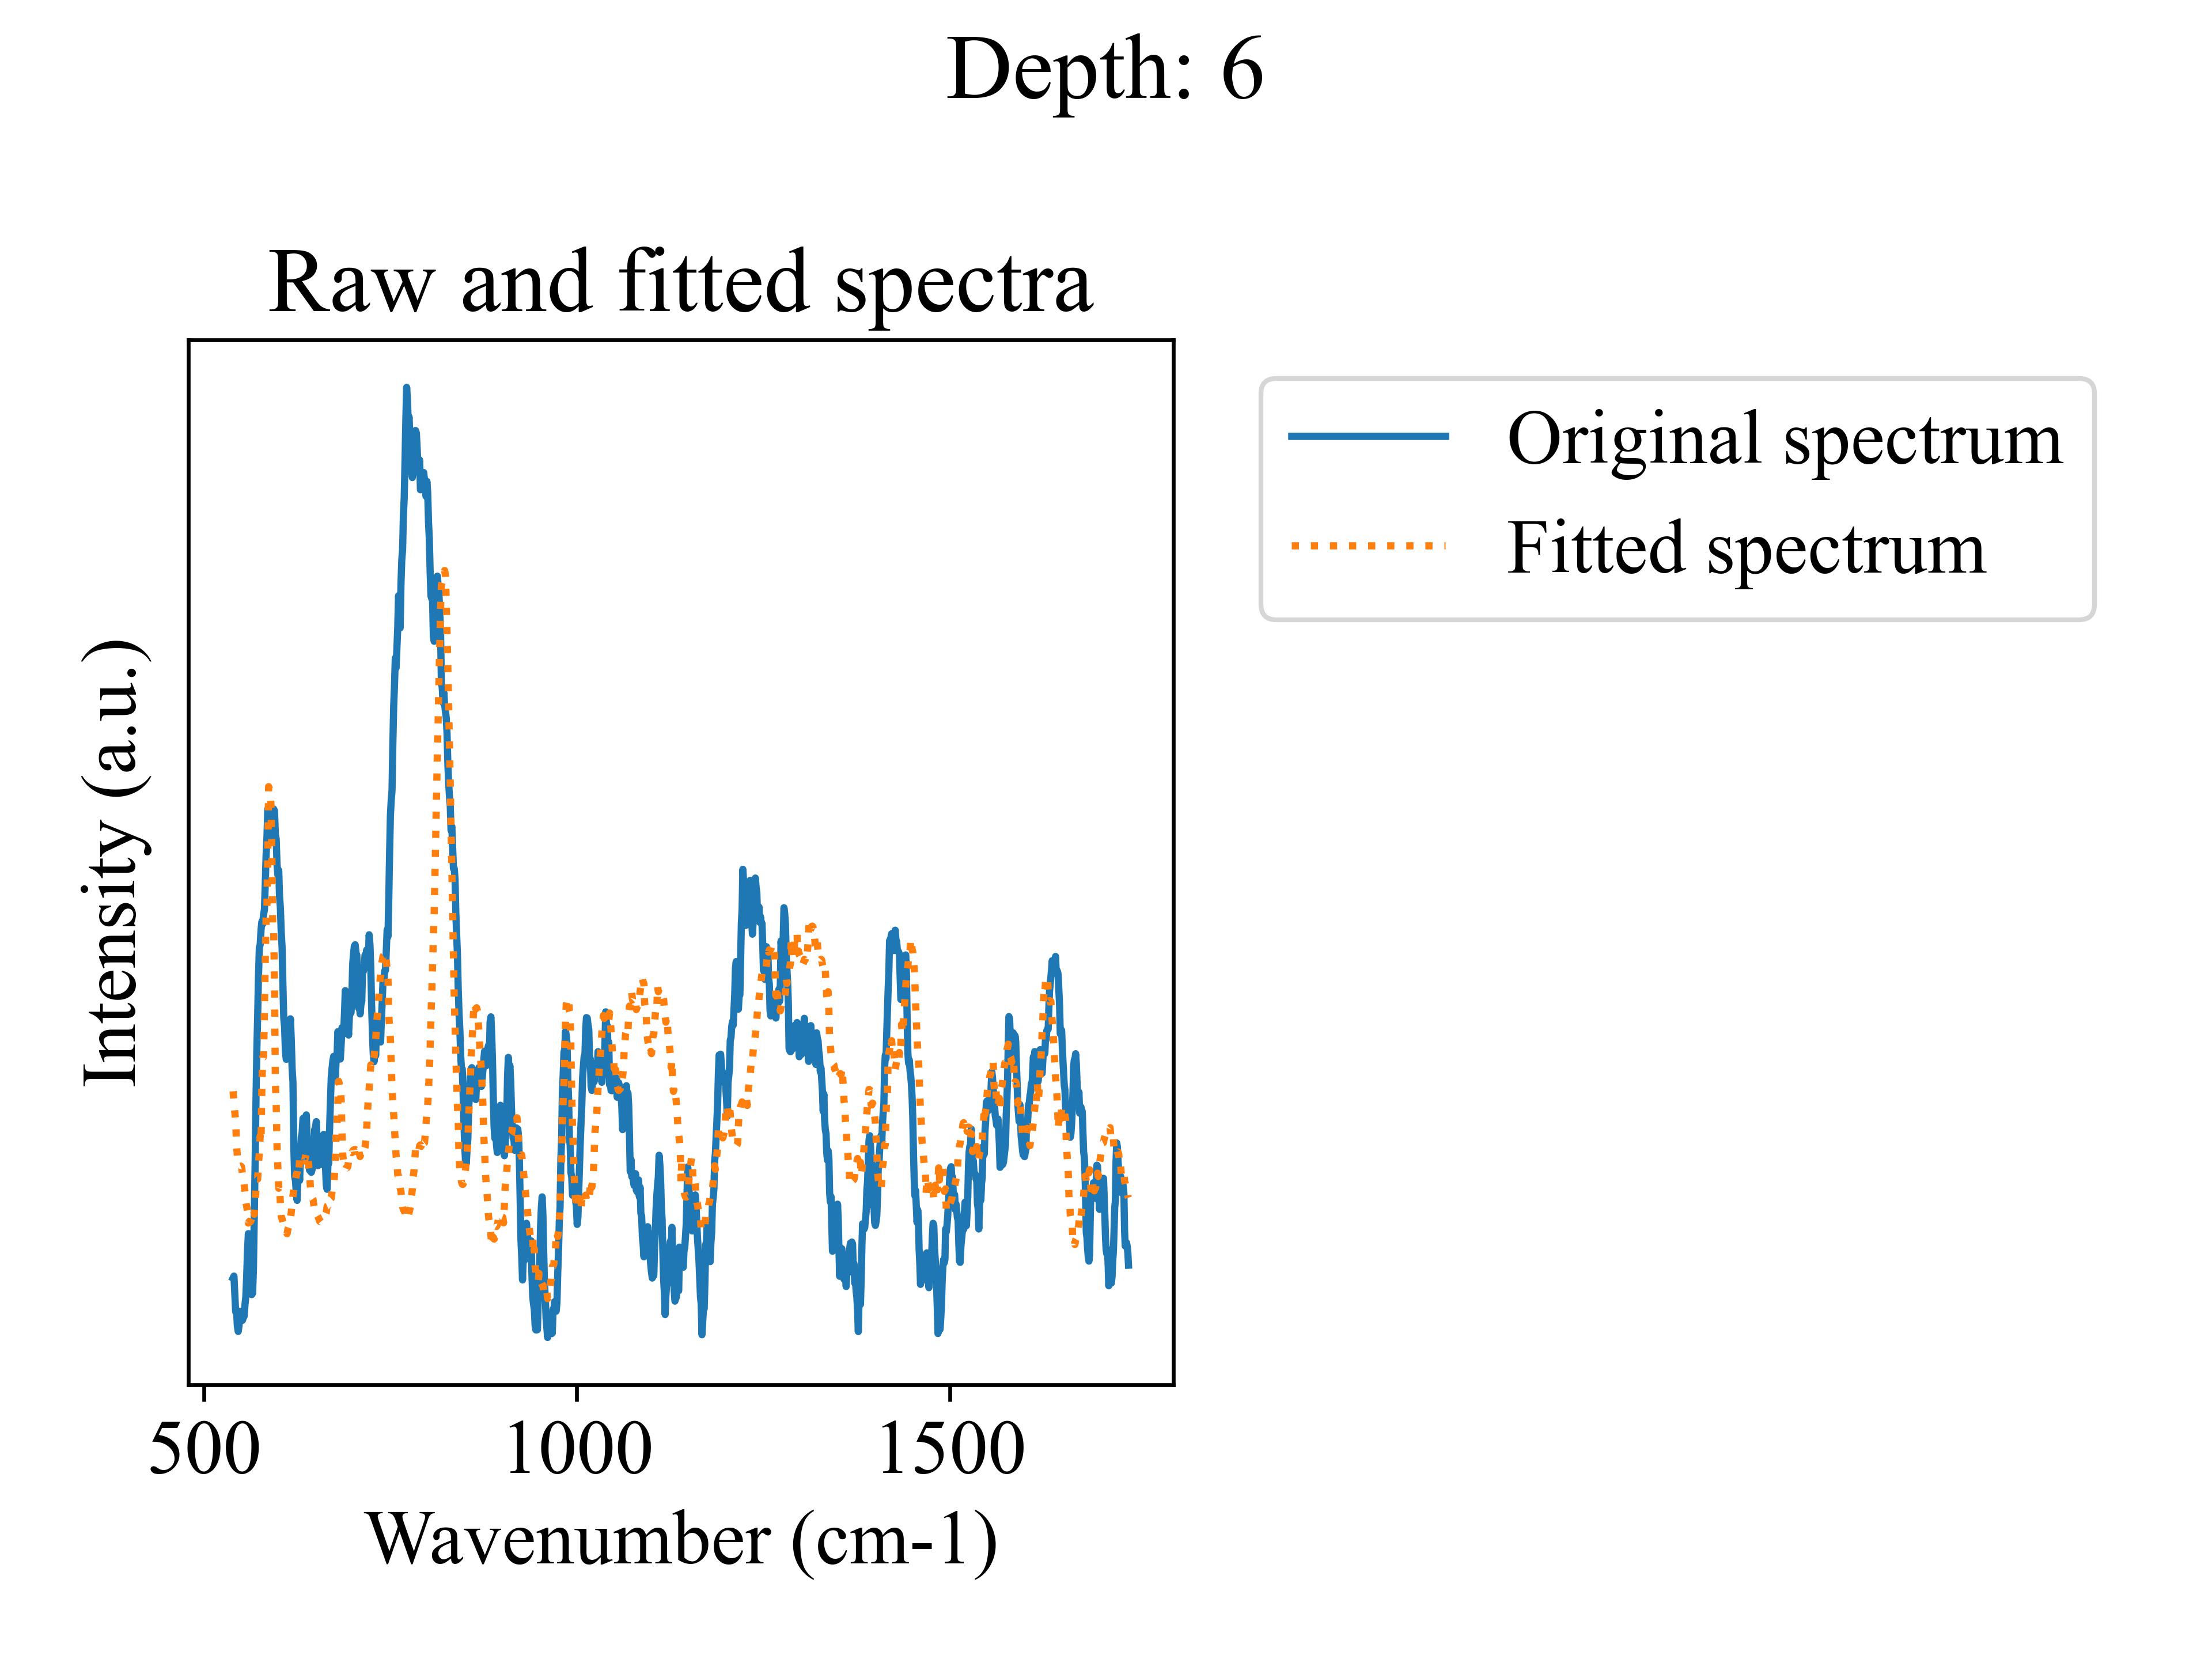 Depth: 6
Raw and fitted spectra
Original spectrum
Fitted spectrum
Intensity (a.u.)
500 1000 1500
Wavenumber (cm-1)